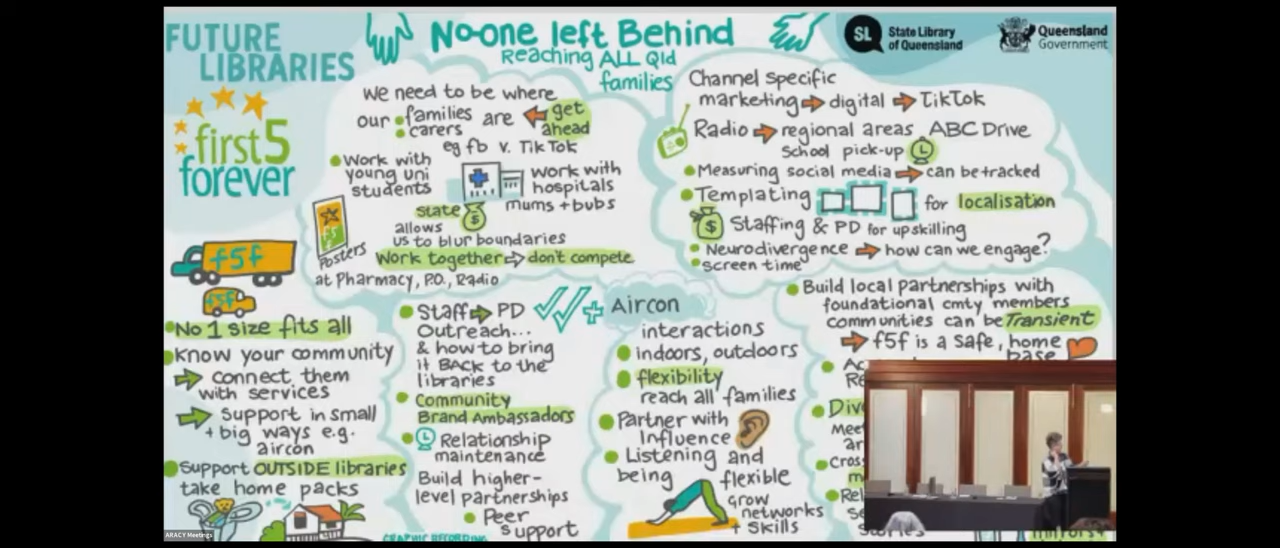 FUTURE
LIBRARIES
first5
forever
No-one left Behind
Reaching ALL Qld
families
SL
State Library
of Queensland
Queensland
Government
we need to be where
our families
carers are get
ahead
eg fb v. TikTok
Work with
young uni
students
work with
hospitals
mums + bubs
State $
allows
us to blur boundaries
Work together don't compete
Posters
at Pharmacy, P.O., Radio
Channel specific
marketing digital TikTok
Radio regional areas ABC Drive
School pick-up
Measuring social media can be tracked
Templating for localisation
$ Staffing & PD for upskilling
Neurodivergence how can we engage?
screen time
f5f
f5f
No 1 size fits all
Know your community
connect them
with services
Support in small
+ big ways e.g.
aircon
Support OUTSIDE libraries
take home packs
Staff PD
Outreach...
& how to bring
it BACK to the
libraries
Community
Brand Ambassadors
Relationship
maintenance
Build higher-
level partnerships
Peer
support
GRAPHIC RECORDING
+ Aircon
interactions
indoors, outdoors
flexibility
reach all families
Partner with
Influence
Listening and
being flexible
grow
networks
+ skills
Build local partnerships with
foundational cmty members
communities can be Transient
f5f is a safe, home
base
ARACY Meetings